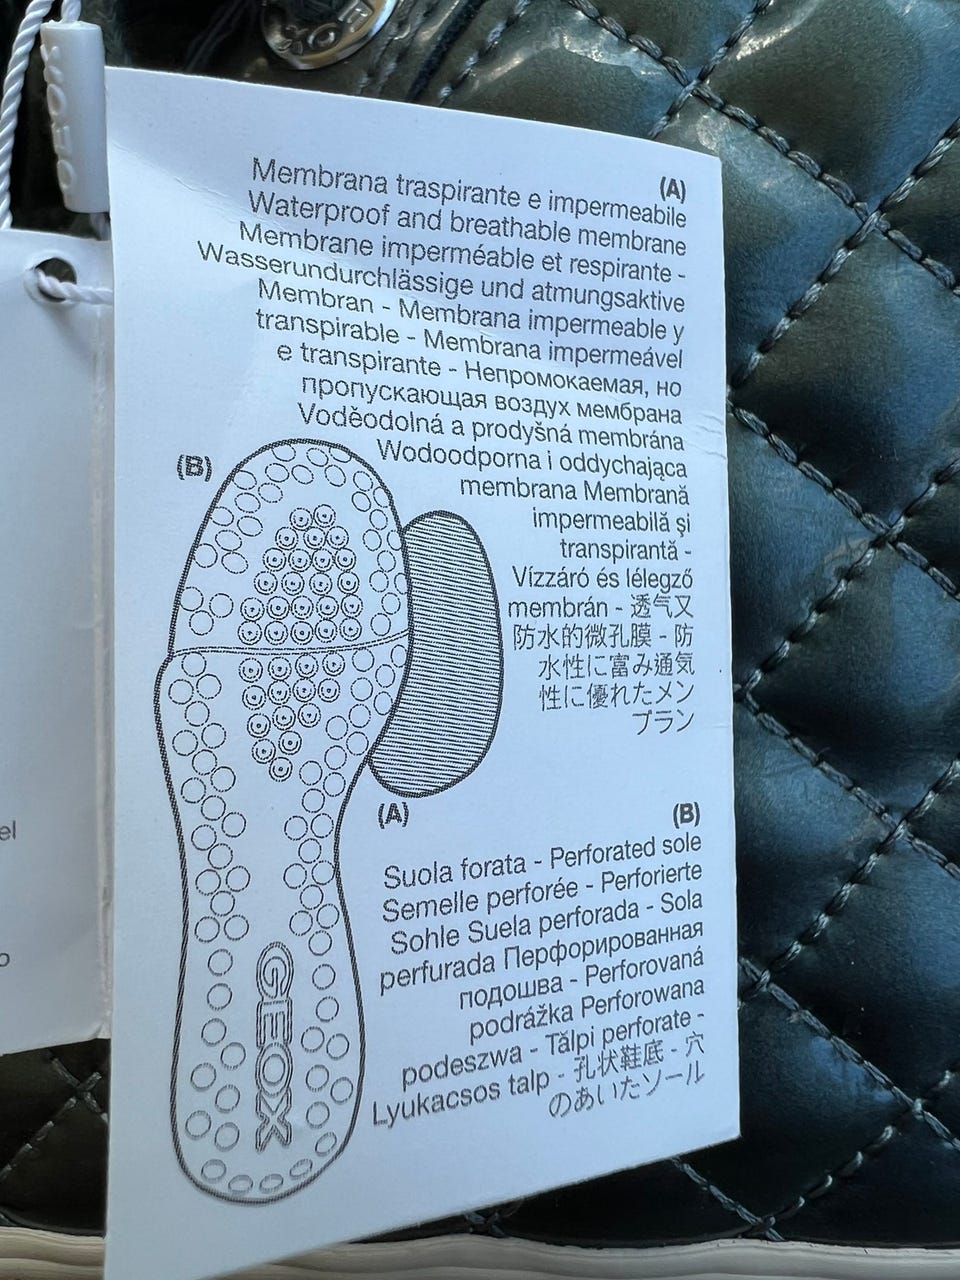 GEOX
GEOX
(A)
Membrana traspirante e impermeabile
Waterproof and breathable membrane
Membrane imperméable et respirante -
Wasserundurchlässige und atmungsaktive
Membran - Membrana impermeable y
transpirable - Membrana impermeável
e transpirante - Непромокаемая, но
пропускающая воздух мембрана
Voděodolná a prodyšná membrána
Wodoodporna i oddychająca
membrana Membrană
impermeabilă şi
transpirantă -
Vízzáró és lélegző
membrán - 透气又
防水的微孔膜 - 防
水性に富み通気
性に優れたメン
ブラン
(B)
(A)
(B)
Suola forata - Perforated sole
Semelle perforée - Perforierte
Sohle Suela perforada - Sola
perfurada Перфорированная
подошва - Perforovaná
podrážka Perforowana
podeszwa - Tălpi perforate -
Lyukacsos talp - 孔状鞋底 - 穴
のあいたソール
GEOX
el
o